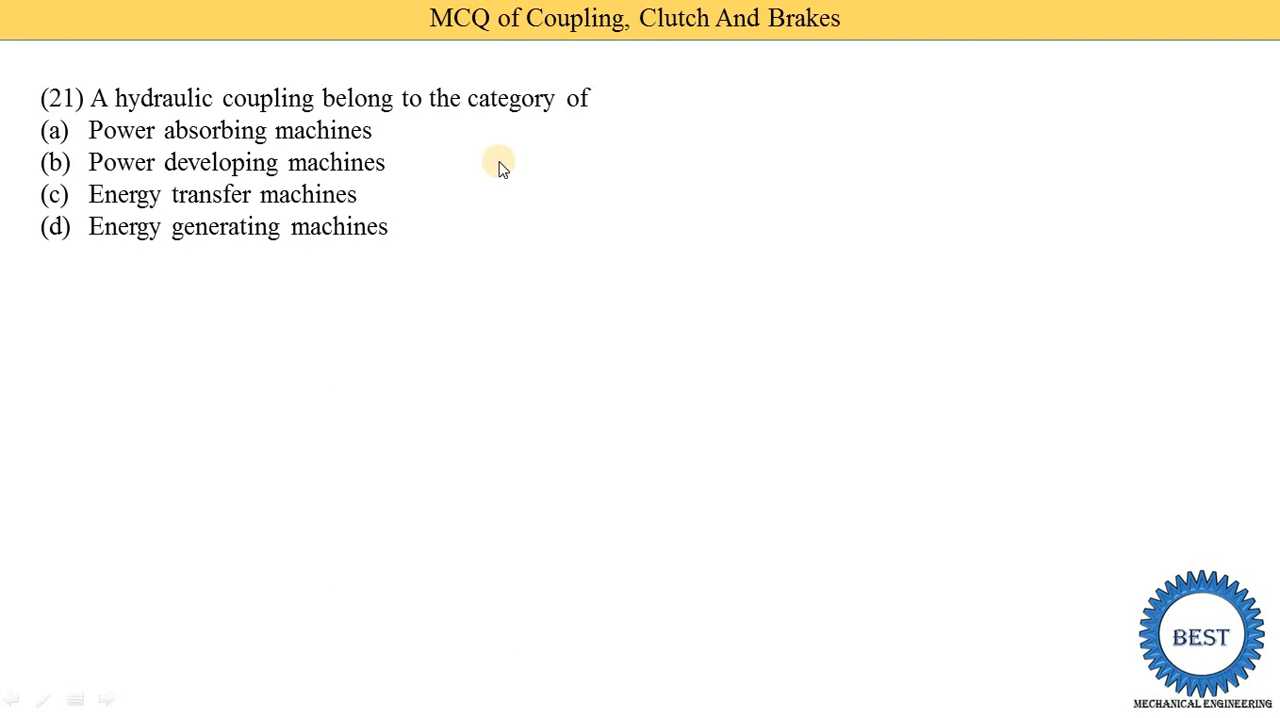 MCQ of Coupling, Clutch And Brakes
(21) A hydraulic coupling belong to the category of
(a) Power absorbing machines
(b) Power developing machines
(c) Energy transfer machines
(d) Energy generating machines
BEST
MECHANICAL ENGINEERING